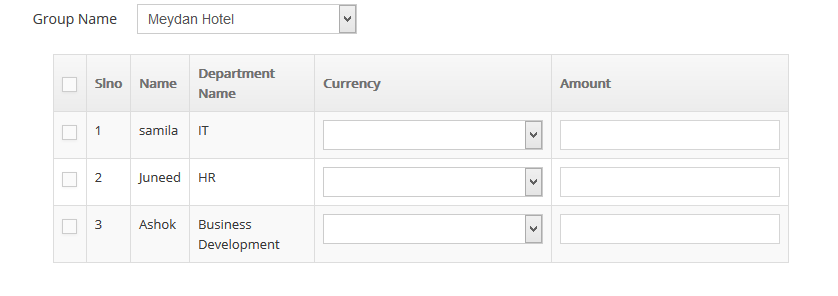 Group Name Meydan Hotel
Slno Name Department Name Currency Amount
1 samila IT
2 Juneed HR
3 Ashok Business Development